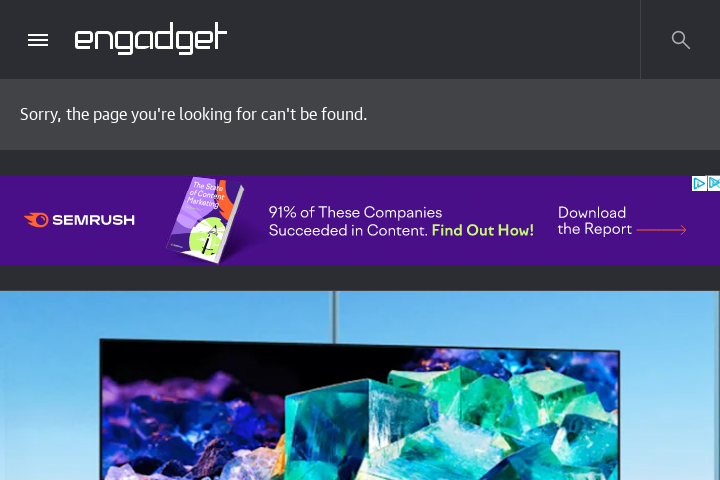 engadget
Sorry, the page you're looking for can't be found.
SEMRUSH
The State
of Content
Marketing
91% of These Companies
Succeeded in Content. Find Out How!
Download
the Report